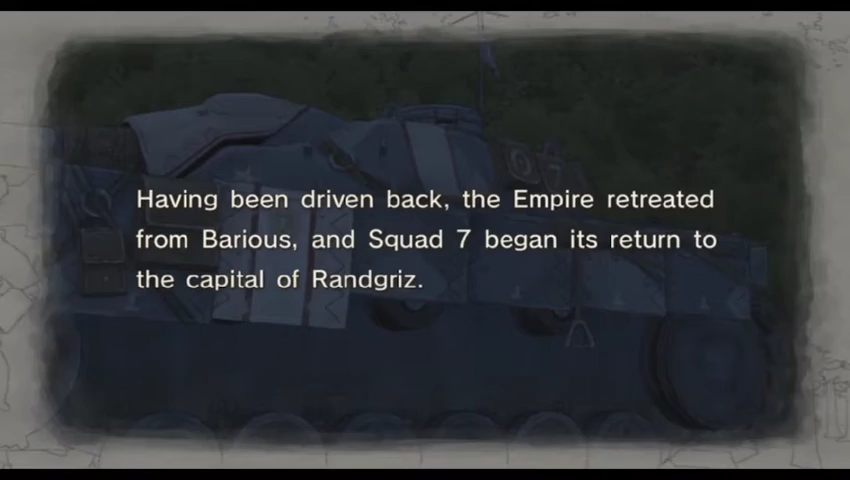 Having been driven back, the Empire retreated
from Barious, and Squad 7 began its return to
the capital of Randgriz.